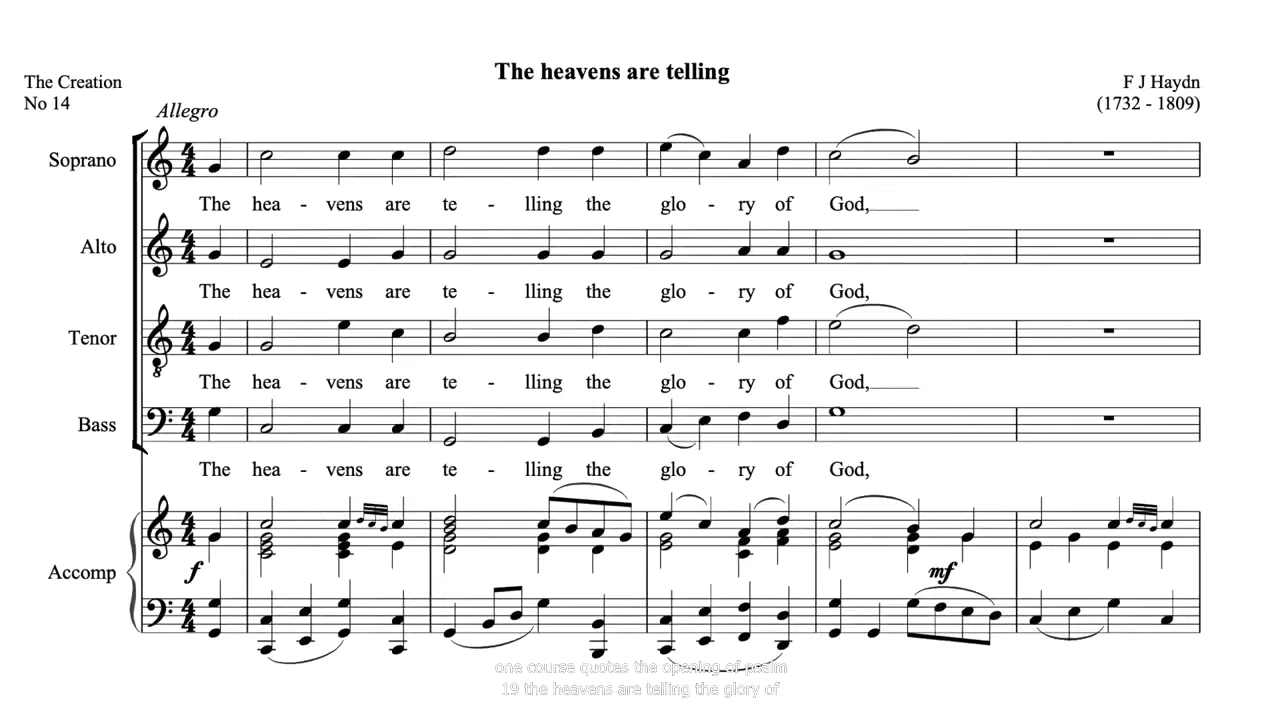 The heavens are telling
The Creation
No 14
F J Haydn
(1732 - 1809)
Allegro
Soprano
The hea - vens are te - lling the glo - ry of God,
Alto
The hea - vens are te - lling the glo - ry of God,
Tenor
8
The hea - vens are te - lling the glo - ry of God,
Bass
The hea - vens are te - lling the glo - ry of God,
Accomp
f
mf
one course quotes the opening of psalm
19 the heavens are telling the glory of